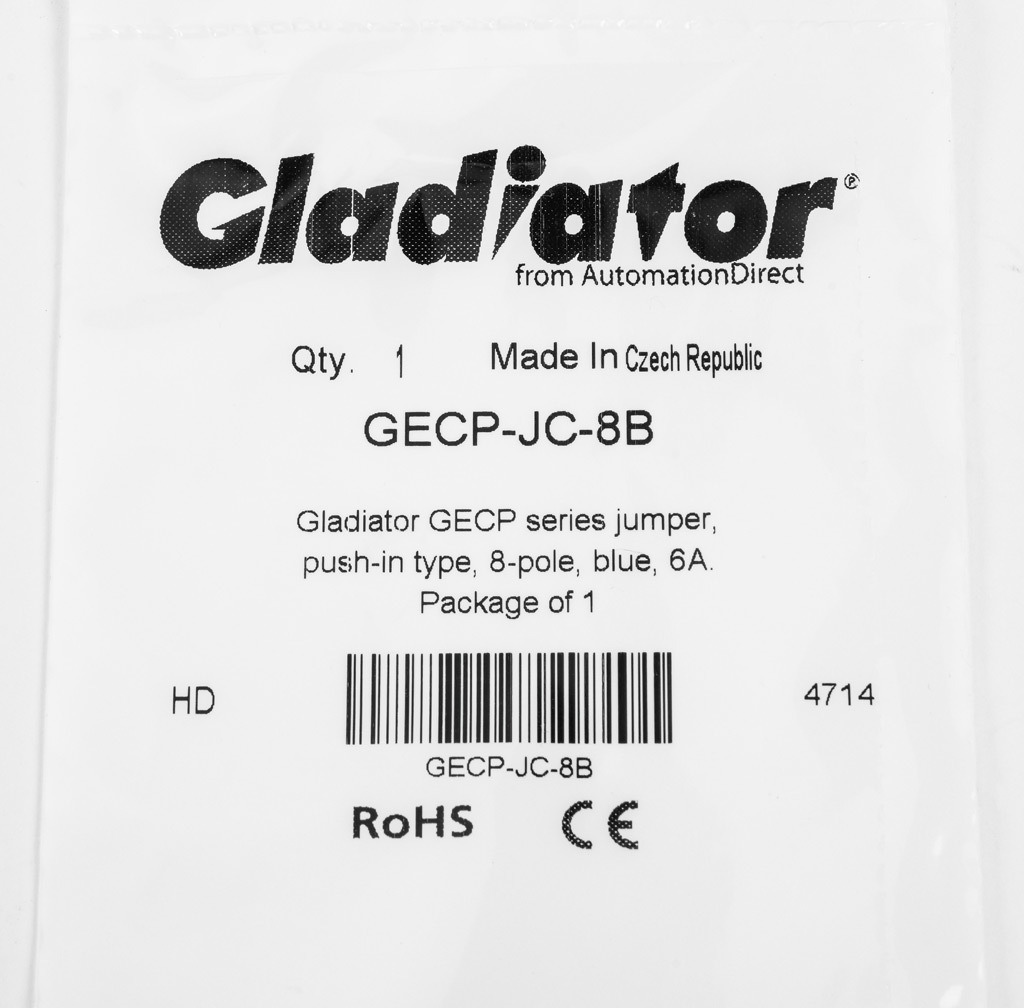 Gladiator®
from AutomationDirect
Qty. 1 Made In Czech Republic
GECP-JC-8B
Gladiator GECP series jumper,
push-in type, 8-pole, blue, 6A.
Package of 1
HD 4714
GECP-JC-8B
RoHS CE